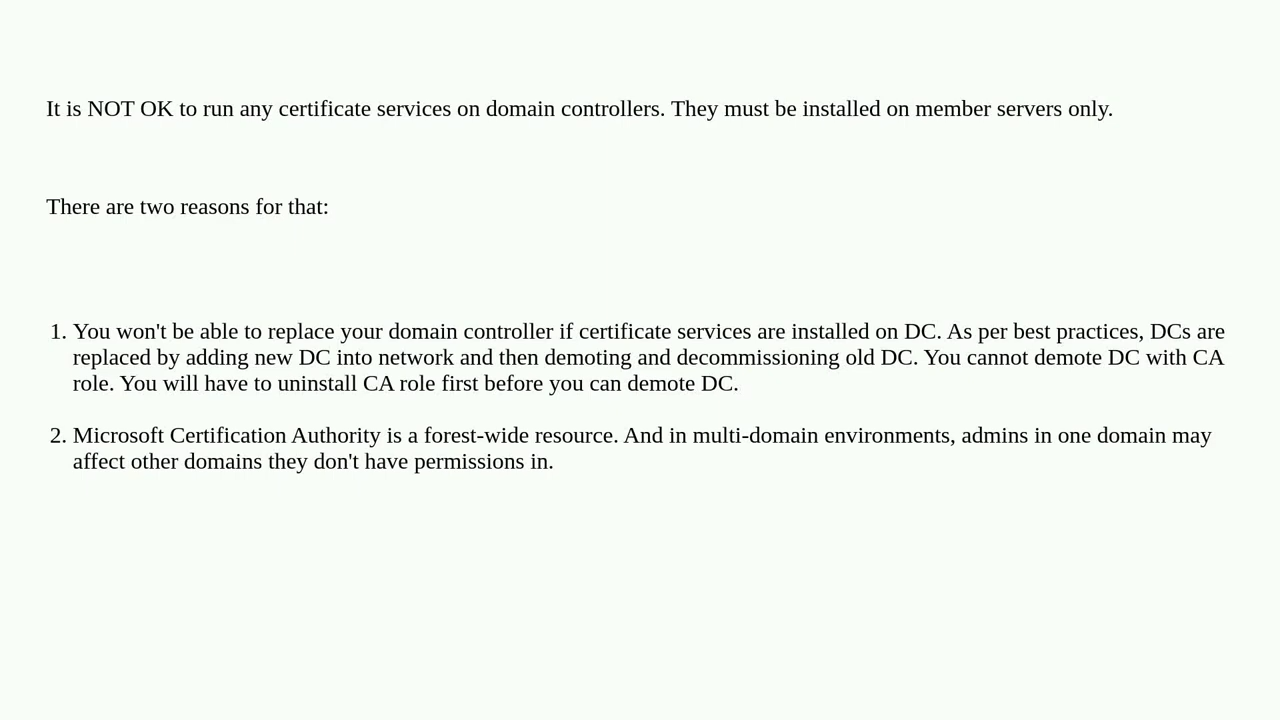 It is NOT OK to run any certificate services on domain controllers. They must be installed on member servers only.
There are two reasons for that:
1. You won't be able to replace your domain controller if certificate services are installed on DC. As per best practices, DCs are
replaced by adding new DC into network and then demoting and decommissioning old DC. You cannot demote DC with CA
role. You will have to uninstall CA role first before you can demote DC.
2. Microsoft Certification Authority is a forest-wide resource. And in multi-domain environments, admins in one domain may
affect other domains they don't have permissions in.